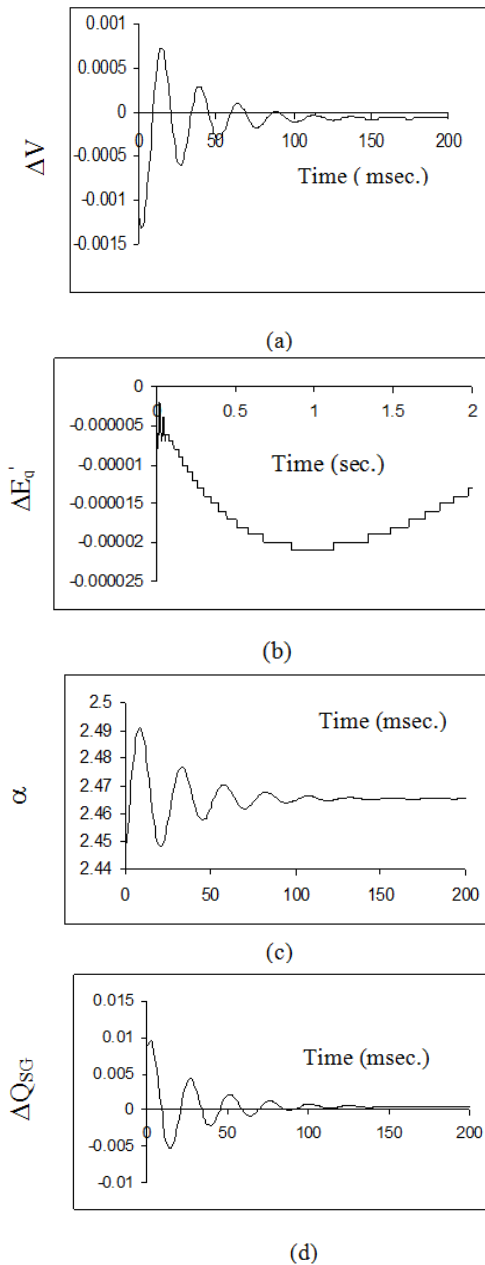 0.001
0.0005
0
-0.0005
-0.001
-0.0015
0 50 100 150 200
ΔV
Time ( msec.)
(a)
0
-0.000005
-0.00001
-0.000015
-0.00002
-0.000025
0 0.5 1 1.5 2
ΔEq'
Time (sec.)
(b)
2.5
2.49
2.48
2.47
2.46
2.45
2.44
0 50 100 150 200
α
Time (msec.)
(c)
0.015
0.01
0.005
0
-0.005
-0.01
0 50 100 150 200
ΔQSG
Time (msec.)
(d)